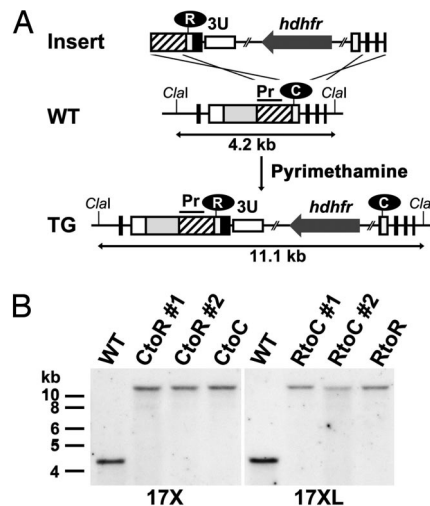 A
Insert
R
3U
hdhfr
WT
ClaI
Pr
C
ClaI
4.2 kb
Pyrimethamine
TG
ClaI
Pr
R
3U
hdhfr
C
ClaI
11.1 kb
B
WT
CtoR #1
CtoR #2
CtoC
WT
RtoC #1
RtoC #2
RtoR
kb
10
8
6
5
4
17X
17XL